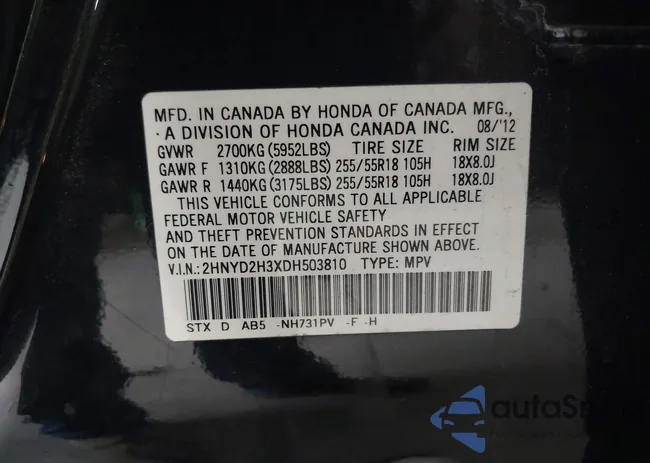 MFD. IN CANADA BY HONDA OF CANADA MFG.,
A DIVISION OF HONDA CANADA INC. 08/'12
GVWR 2700KG (5952LBS) TIRE SIZE RIM SIZE
GAWR F 1310KG (2888LBS) 255/55R18 105H 18X8.0J
GAWR R 1440KG (3175LBS) 255/55R18 105H 18X8.0J
THIS VEHICLE CONFORMS TO ALL APPLICABLE
FEDERAL MOTOR VEHICLE SAFETY
AND THEFT PREVENTION STANDARDS IN EFFECT
ON THE DATE OF MANUFACTURE SHOWN ABOVE.
V.I.N.: 2HNYD2H3XDH503810 TYPE: MPV
STX D AB5 -NH731PV -F -H